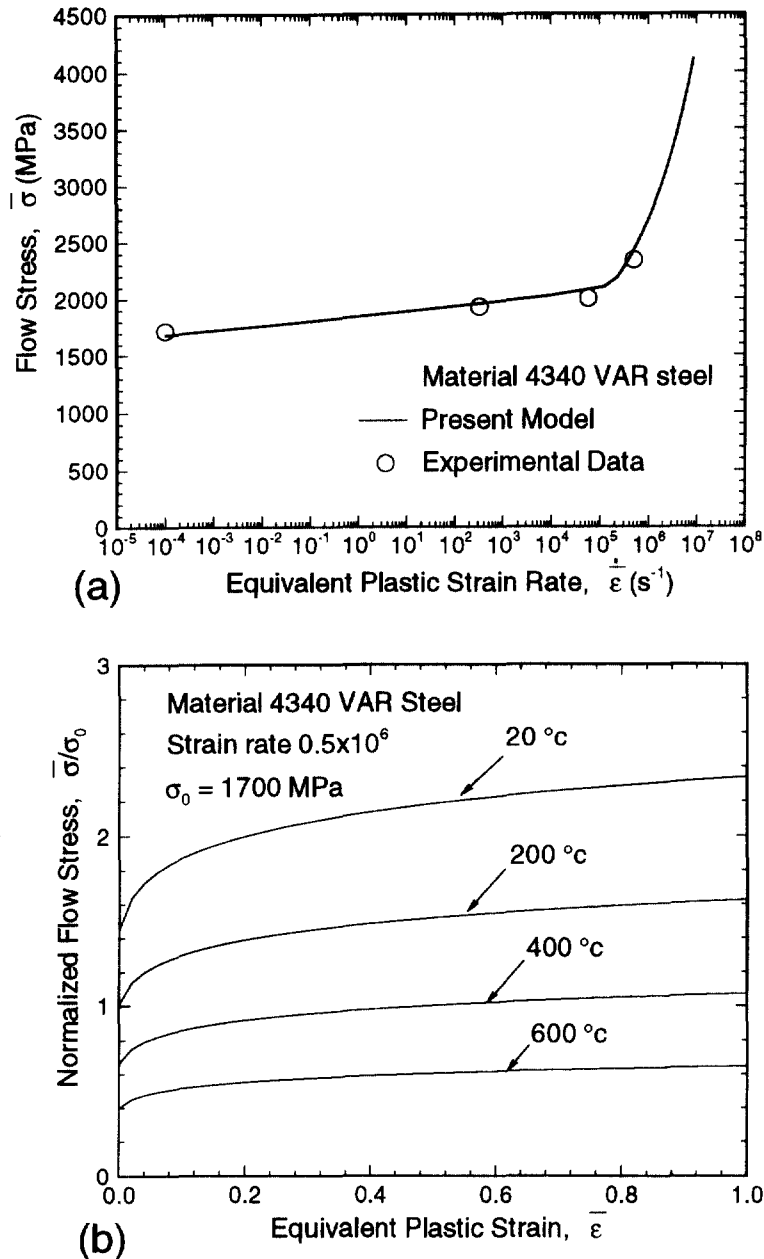 4500
4000
3500
3000
2500
2000
1500
1000
500
0
Flow Stress, σ̄ (MPa)
Material 4340 VAR steel
Present Model
Experimental Data
10⁻⁵ 10⁻⁴ 10⁻³ 10⁻² 10⁻¹ 10⁰ 10¹ 10² 10³ 10⁴ 10⁵ 10⁶ 10⁷ 10⁸
(a) Equivalent Plastic Strain Rate, ε̄̇ (s⁻¹)
3
2
1
0
Normalized Flow Stress, σ̄/σ₀
Material 4340 VAR Steel
Strain rate 0.5x10⁶
σ₀ = 1700 MPa
20 °c
200 °c
400 °c
600 °c
0.0 0.2 0.4 0.6 0.8 1.0
(b) Equivalent Plastic Strain, ε̄